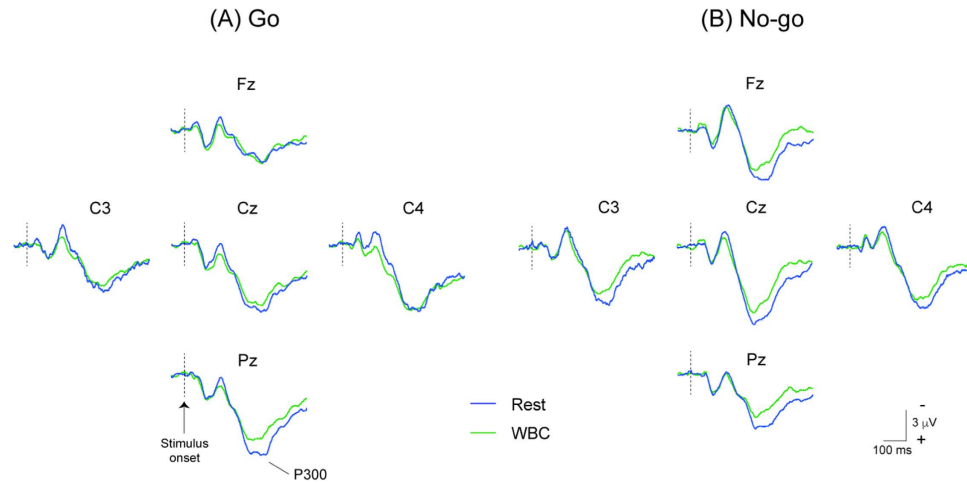 (A) Go
(B) No-go
Fz
Fz
C3
Cz
C4
C3
Cz
C4
Pz
Pz
Stimulus
onset
P300
Rest
WBC
-
3 μV
+
100 ms